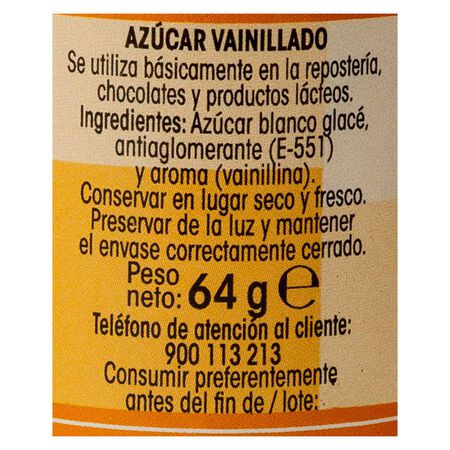 AZÚCAR VAINILLADO
Se utiliza básicamente en la repostería,
chocolates y productos lácteos.
Ingredientes: Azúcar blanco glacé,
antiaglomerante (E-551)
y aroma (vainillina).
Conservar en lugar seco y fresco.
Preservar de la luz y mantener
el envase correctamente cerrado.
Peso
neto: 64 g ℮
Teléfono de atención al cliente:
900 113 213
Consumir preferentemente
antes del fin de / lote: